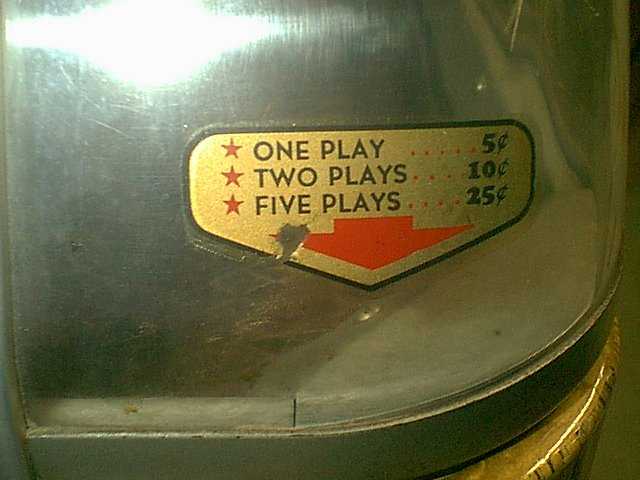 ★ ONE PLAY ..... 5¢
★ TWO PLAYS ... 10¢
★ FIVE PLAYS .... 25¢